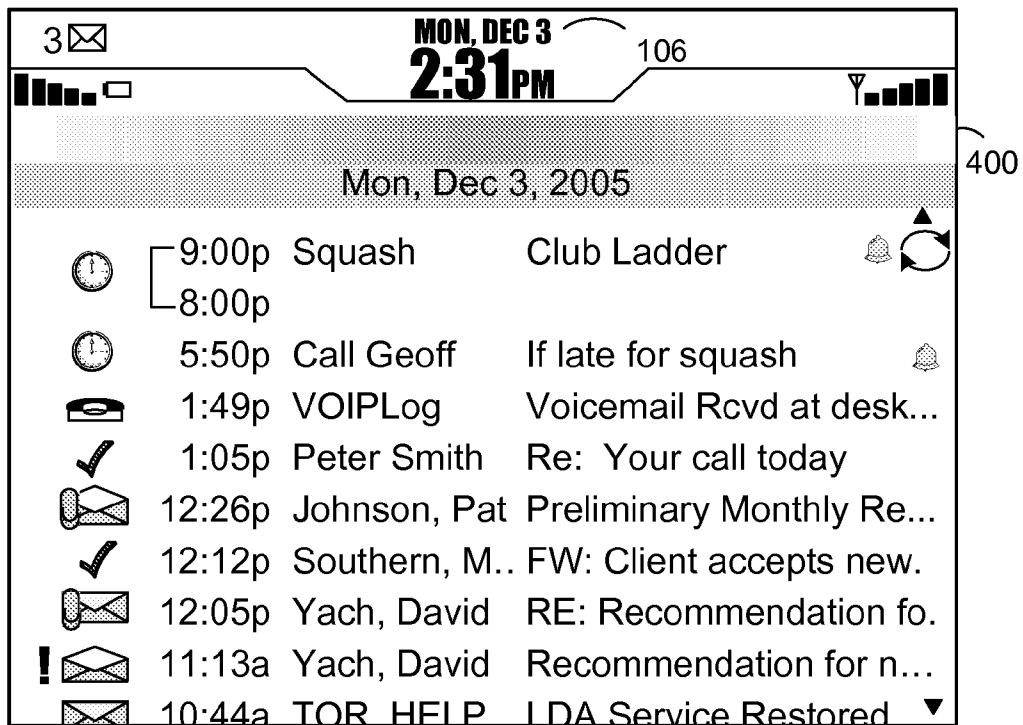 3
MON, DEC 3
106
2:31PM
400
Mon, Dec 3, 2005
9:00p Squash Club Ladder
8:00p
5:50p Call Geoff If late for squash
1:49p VOIPLog Voicemail Rcvd at desk...
1:05p Peter Smith Re: Your call today
12:26p Johnson, Pat Preliminary Monthly Re...
12:12p Southern, M.. FW: Client accepts new.
12:05p Yach, David RE: Recommendation fo.
! 11:13a Yach, David Recommendation for n...
10:44a TOR_HELP LDA Service Restored